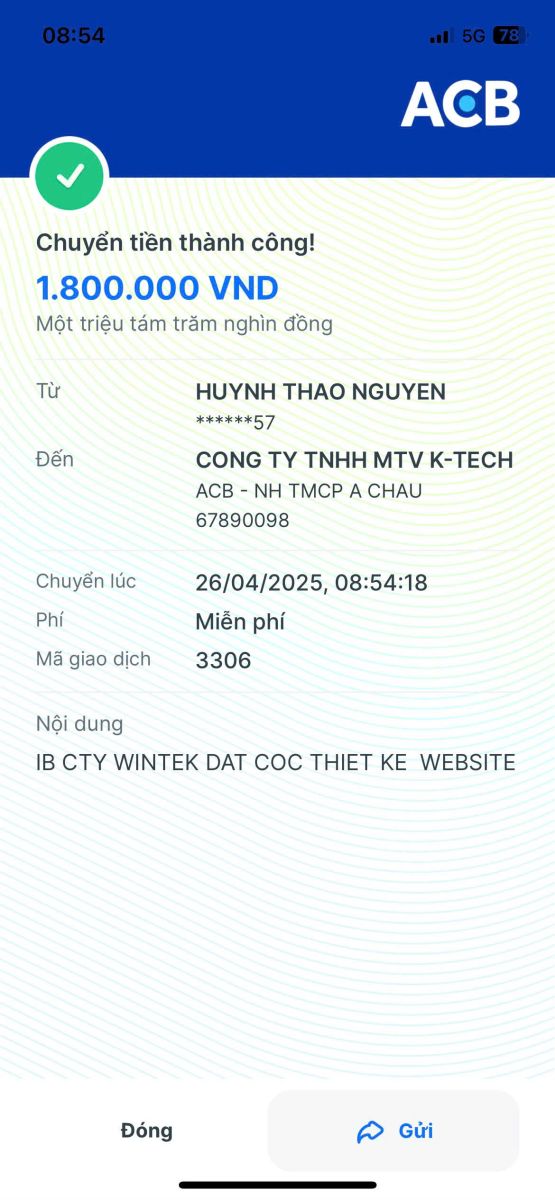 08:54
5G 78
ACB
Chuyển tiền thành công!
1.800.000 VND
Một triệu tám trăm nghìn đồng
Từ HUYNH THAO NGUYEN
******57
Đến CONG TY TNHH MTV K-TECH
ACB - NH TMCP A CHAU
67890098
Chuyển lúc 26/04/2025, 08:54:18
Phí Miễn phí
Mã giao dịch 3306
Nội dung
IB CTY WINTEK DAT COC THIET KE  WEBSITE
Đóng Gửi